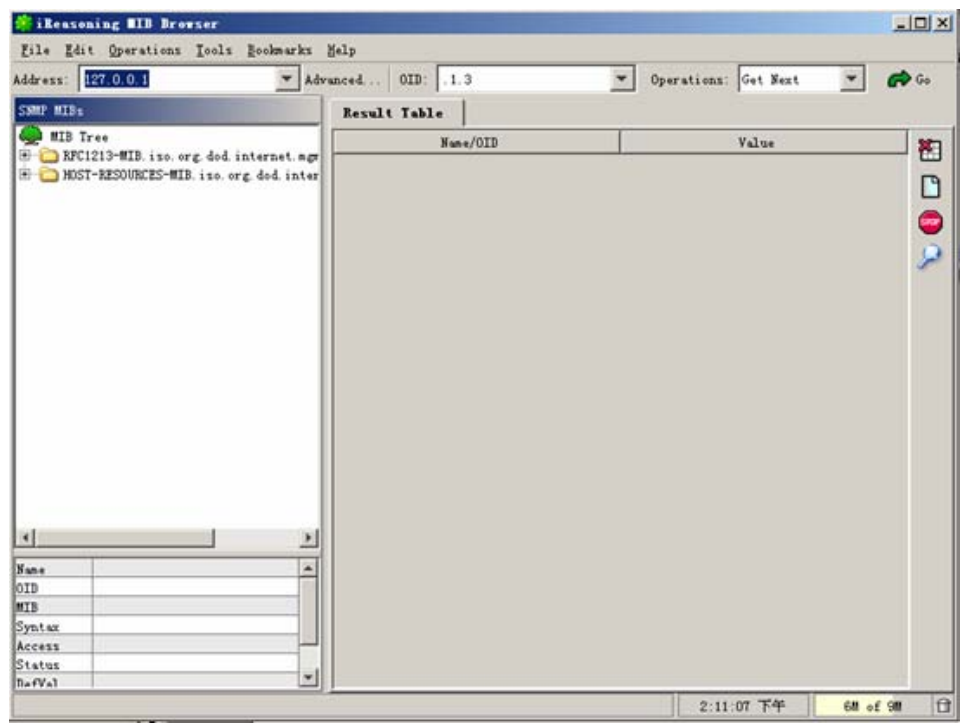 iReasoning MIB Browser
File Edit Operations Tools Bookmarks Help
Address: 127.0.0.1 Advanced... OID: .1.3 Operations: Get Next Go
SNMP MIBs
MIB Tree
RFC1213-MIB.iso.org.dod.internet.mgm
HOST-RESOURCES-MIB.iso.org.dod.inter
Result Table
Name/OID Value
STOP
Name
OID
MIB
Syntax
Access
Status
DefVal
2:11:07 下午 6M of 9M